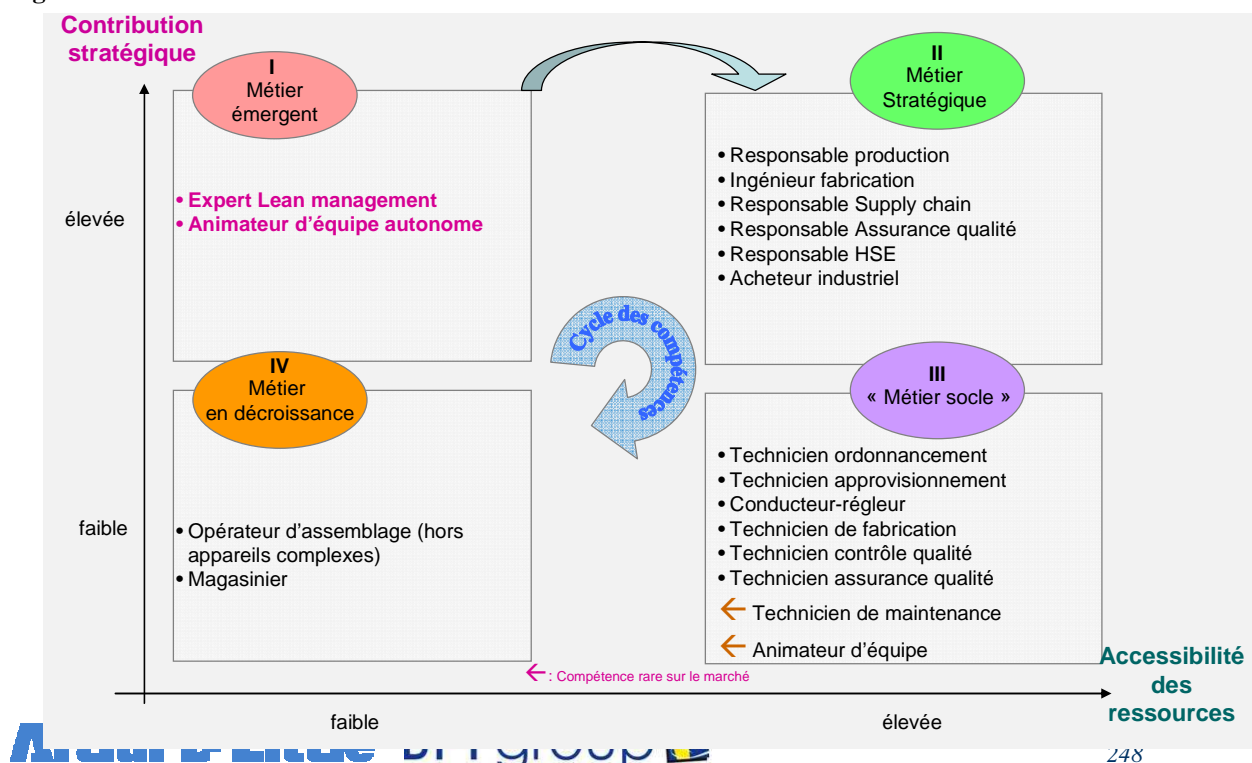 Contribution
stratégique
I
Métier
émergent
II
Métier
Stratégique
élevée
• Expert Lean management
• Animateur d'équipe autonome
• Responsable production
• Ingénieur fabrication
• Responsable Supply chain
• Responsable Assurance qualité
• Responsable HSE
• Acheteur industriel
Cycle des compétences
IV
Métier
en décroissance
III
« Métier socle »
faible
• Opérateur d'assemblage (hors
appareils complexes)
• Magasinier
• Technicien ordonnancement
• Technicien approvisionnement
• Conducteur-régleur
• Technicien de fabrication
• Technicien contrôle qualité
• Technicien assurance qualité
← Technicien de maintenance
← Animateur d'équipe
← : Compétence rare sur le marché
Accessibilité
des
ressources
faible
élevée
group
248